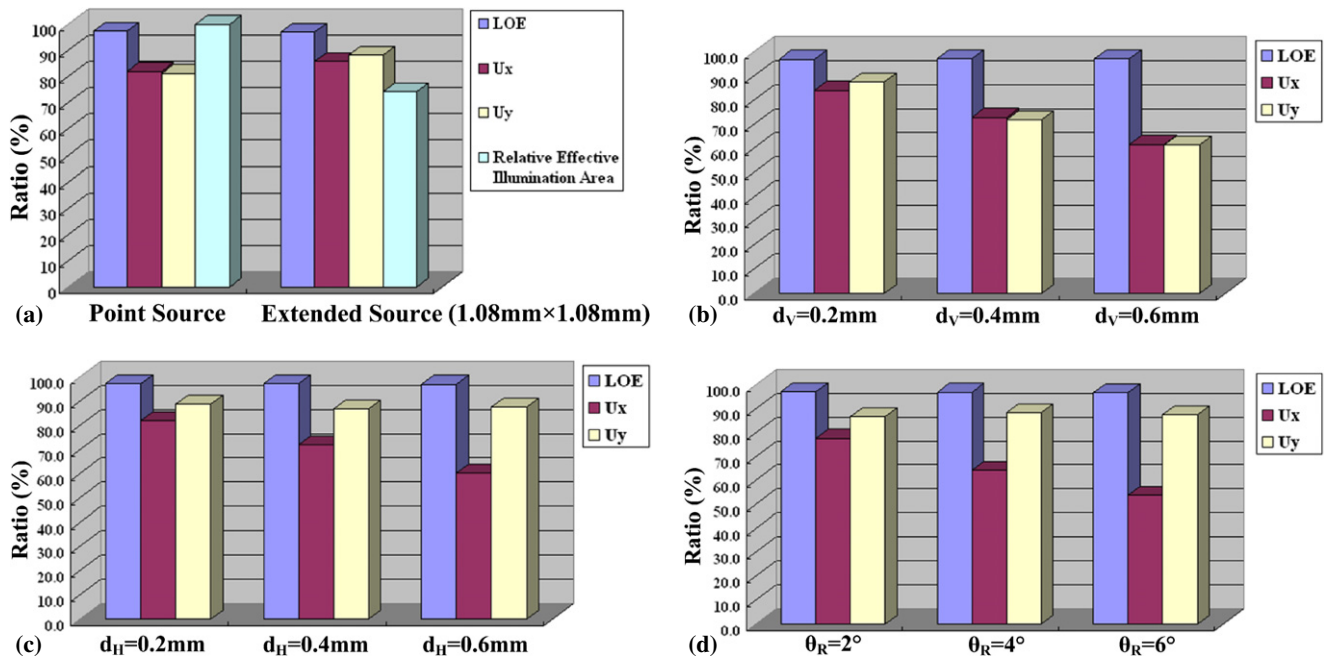 100
90
80
70
60
50
40
30
20
10
0
Ratio (%)
LOE
Ux
Uy
Relative Effective
Illumination Area
Point Source
Extended Source (1.08mm×1.08mm)
(a)
100.0
90.0
80.0
70.0
60.0
50.0
40.0
30.0
20.0
10.0
0.0
Ratio (%)
LOE
Ux
Uy
dV=0.2mm
dV=0.4mm
dV=0.6mm
(b)
100.0
90.0
80.0
70.0
60.0
50.0
40.0
30.0
20.0
10.0
0.0
Ratio (%)
LOE
Ux
Uy
dH=0.2mm
dH=0.4mm
dH=0.6mm
(c)
100.0
90.0
80.0
70.0
60.0
50.0
40.0
30.0
20.0
10.0
0.0
Ratio (%)
LOE
Ux
Uy
θR=2°
θR=4°
θR=6°
(d)